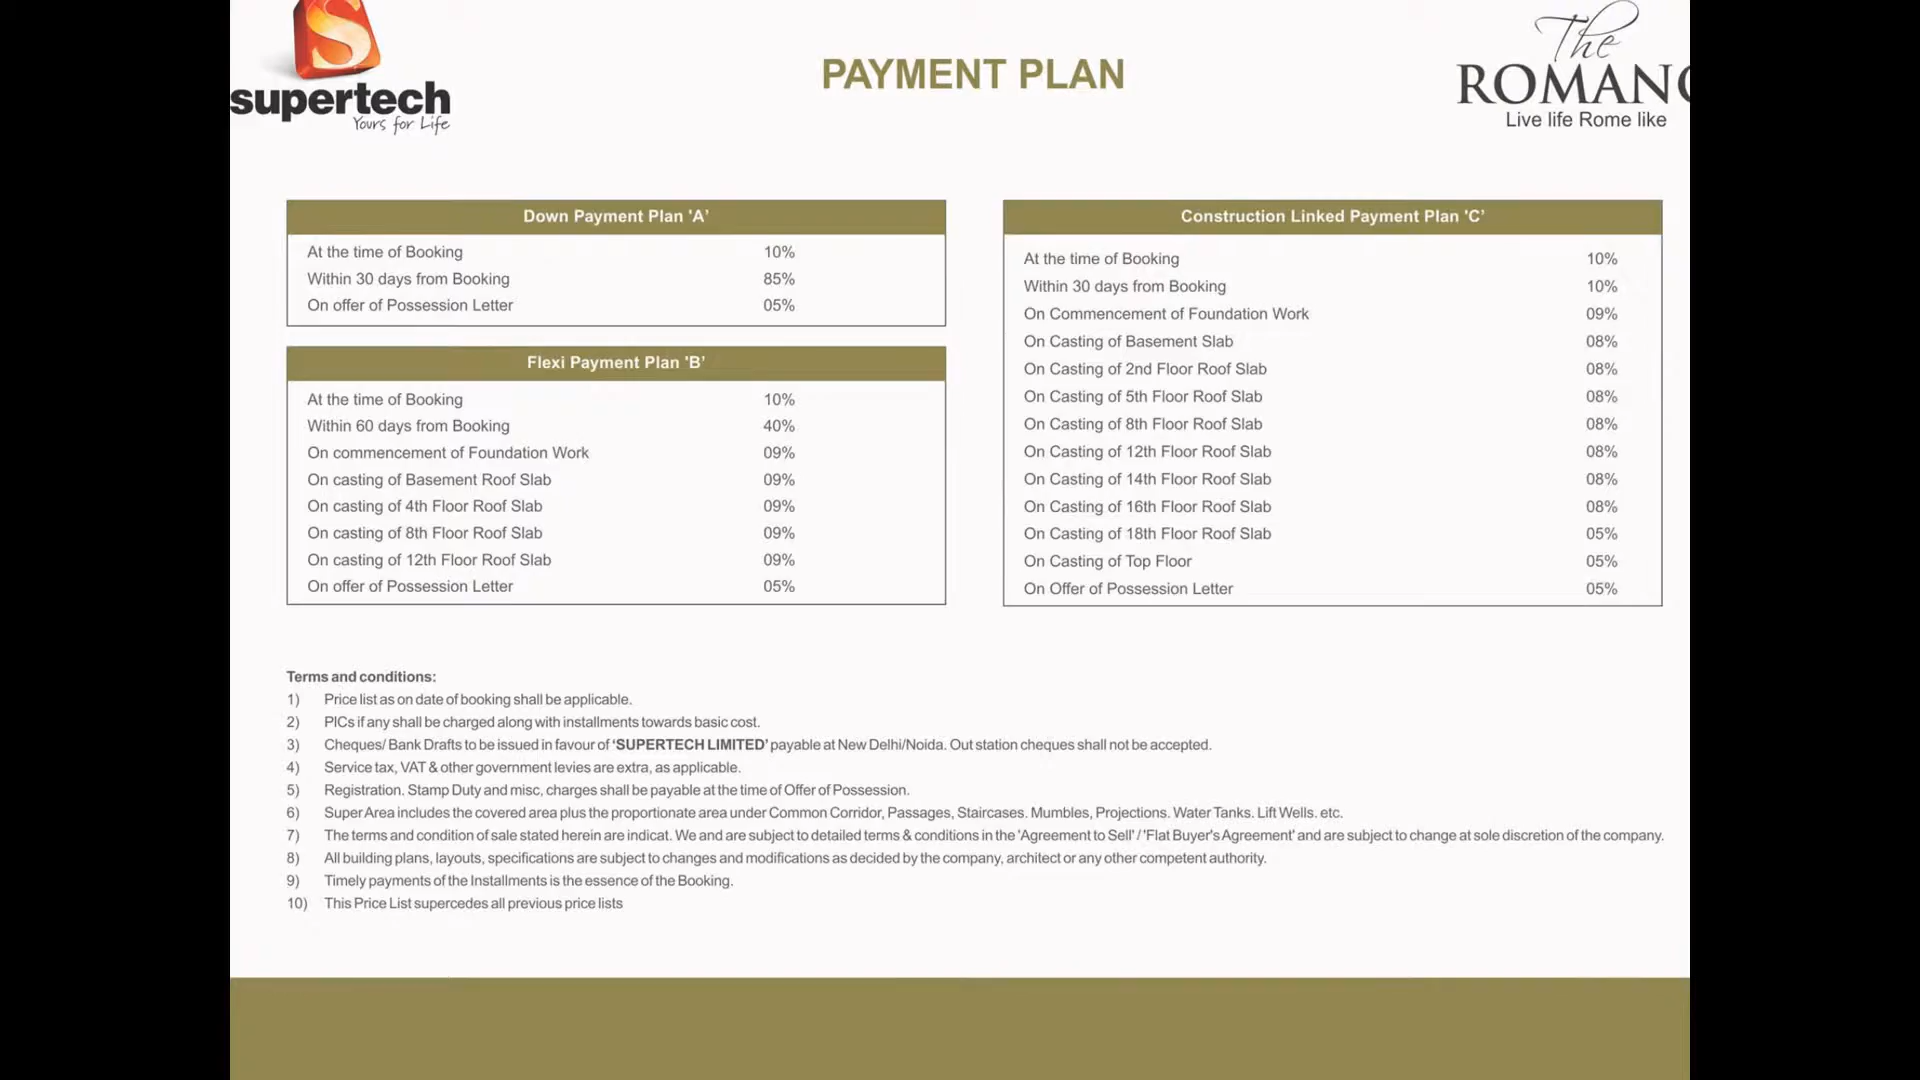 supertech
Yours for Life
PAYMENT PLAN
The
ROMANO
Live life Rome like
Down Payment Plan 'A’
At the time of Booking 10%
Within 30 days from Booking 85%
On offer of Possession Letter 05%
Flexi Payment Plan 'B’
At the time of Booking 10%
Within 60 days from Booking 40%
On commencement of Foundation Work 09%
On casting of Basement Roof Slab 09%
On casting of 4th Floor Roof Slab 09%
On casting of 8th Floor Roof Slab 09%
On casting of 12th Floor Roof Slab 09%
On offer of Possession Letter 05%
Construction Linked Payment Plan 'C’
At the time of Booking 10%
Within 30 days from Booking 10%
On Commencement of Foundation Work 09%
On Casting of Basement Slab 08%
On Casting of 2nd Floor Roof Slab 08%
On Casting of 5th Floor Roof Slab 08%
On Casting of 8th Floor Roof Slab 08%
On Casting of 12th Floor Roof Slab 08%
On Casting of 14th Floor Roof Slab 08%
On Casting of 16th Floor Roof Slab 08%
On Casting of 18th Floor Roof Slab 05%
On Casting of Top Floor 05%
On Offer of Possession Letter 05%
Terms and conditions:
1) Price list as on date of booking shall be applicable.
2) PICs if any shall be charged along with installments towards basic cost.
3) Cheques/ Bank Drafts to be issued in favour of ‘SUPERTECH LIMITED’ payable at New Delhi/Noida. Out station cheques shall not be accepted.
4) Service tax, VAT & other government levies are extra, as applicable.
5) Registration. Stamp Duty and misc, charges shall be payable at the time of Offer of Possession.
6) Super Area includes the covered area plus the proportionate area under Common Corridor, Passages, Staircases. Mumbles, Projections. Water Tanks. Lift Wells. etc.
7) The terms and condition of sale stated herein are indicat. We and are subject to detailed terms & conditions in the 'Agreement to Sell' / 'Flat Buyer's Agreement' and are subject to change at sole discretion of the company.
8) All building plans, layouts, specifications are subject to changes and modifications as decided by the company, architect or any other competent authority.
9) Timely payments of the Installments is the essence of the Booking.
10) This Price List supercedes all previous price lists